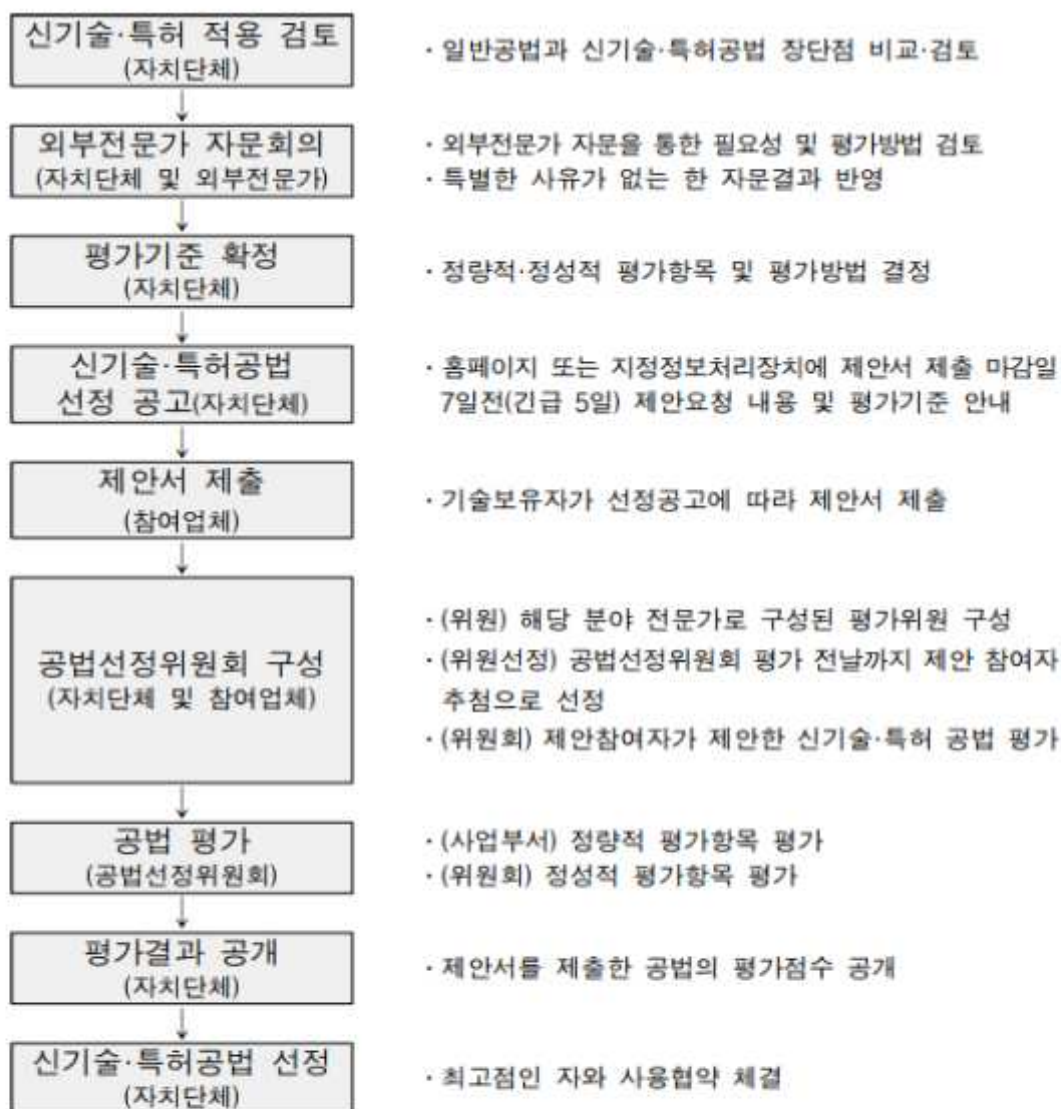 신기술·특허 적용 검토
(자치단체)
· 일반공법과 신기술·특허공법 장단점 비교·검토
외부전문가 자문회의
(자치단체 및 외부전문가)
· 외부전문가 자문을 통한 필요성 및 평가방법 검토
· 특별한 사유가 없는 한 자문결과 반영
평가기준 확정
(자치단체)
· 정량적·정성적 평가항목 및 평가방법 결정
신기술·특허공법
선정 공고(자치단체)
· 홈페이지 또는 지정정보처리장치에 제안서 제출 마감일
7일전(긴급 5일) 제안요청 내용 및 평가기준 안내
제안서 제출
(참여업체)
· 기술보유자가 선정공고에 따라 제안서 제출
공법선정위원회 구성
(자치단체 및 참여업체)
· (위원) 해당 분야 전문가로 구성된 평가위원 구성
· (위원선정) 공법선정위원회 평가 전날까지 제안 참여자
추첨으로 선정
· (위원회) 제안참여자가 제안한 신기술·특허 공법 평가
공법 평가
(공법선정위원회)
· (사업부서) 정량적 평가항목 평가
· (위원회) 정성적 평가항목 평가
평가결과 공개
(자치단체)
· 제안서를 제출한 공법의 평가점수 공개
신기술·특허공법 선정
(자치단체)
· 최고점인 자와 사용협약 체결